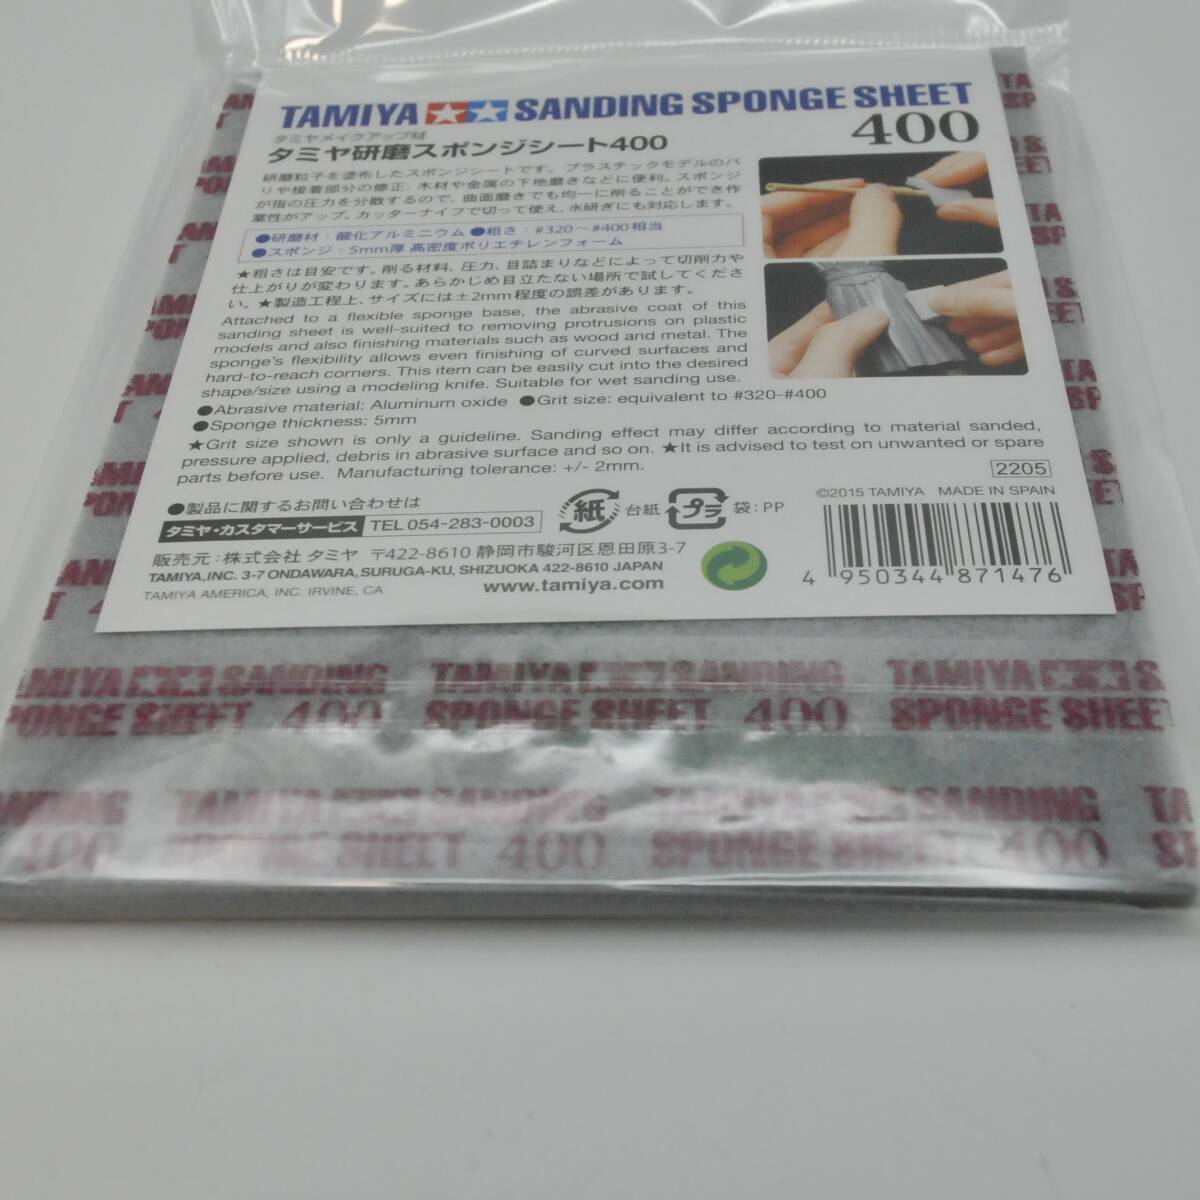 TAMIYA SANDING SPONGE SHEET
400
タミヤメイクアップ材
タミヤ研磨スポンジシート400
研磨粒子を塗布したスポンジシートです。プラスチックモデルのバ
リや接着部分の修正、木材や金属の下地磨きなどに便利。スポンジ
が指の圧力を分散するので、曲面磨きでも均一に削ることができ作
業性がアップ。カッターナイフで切って使え、水研ぎにも対応します。
●研磨材：酸化アルミニウム ●粗さ：#320～#400相当
●スポンジ：5mm厚 高密度ポリエチレンフォーム
★粗さは目安です。削る材料、圧力、目詰まりなどによって切削力や
仕上がりが変わります。あらかじめ目立たない場所で試してくださ
い。★製造工程上、サイズには±2mm程度の誤差があります。
Attached to a flexible sponge base, the abrasive coat of this
sanding sheet is well-suited to removing protrusions on plastic
models and also finishing materials such as wood and metal. The
sponge's flexibility allows even finishing of curved surfaces and
hard-to-reach corners. This item can be easily cut into the desired
shape/size using a modeling knife. Suitable for wet sanding use.
●Abrasive material: Aluminum oxide ●Grit size: equivalent to #320-#400
●Sponge thickness: 5mm
★Grit size shown is only a guideline. Sanding effect may differ according to material sanded,
pressure applied, debris in abrasive surface and so on. ★It is advised to test on unwanted or spare
parts before use. Manufacturing tolerance: +/- 2mm.
2205
©2015 TAMIYA MADE IN SPAIN
●製品に関するお問い合わせは
タミヤ・カスタマーサービス TEL 054-283-0003
紙 台紙 プラ 袋：PP
販売元：株式会社 タミヤ 〒422-8610 静岡市駿河区恩田原3-7
TAMIYA,INC. 3-7 ONDAWARA, SURUGA-KU, SHIZUOKA 422-8610 JAPAN
TAMIYA AMERICA, INC. IRVINE, CA
www.tamiya.com
4 950344 871476
AMIYA SANDING TAMIYA SANDING TAMIYA S
PONGE SHEET 400 SPONGE SHEET 400 SPONGE SHEET
TAMIYA SANDING TAMIYA SANDING TA
400 SPONGE SHEET 400 SPONGE SHEET 400 S